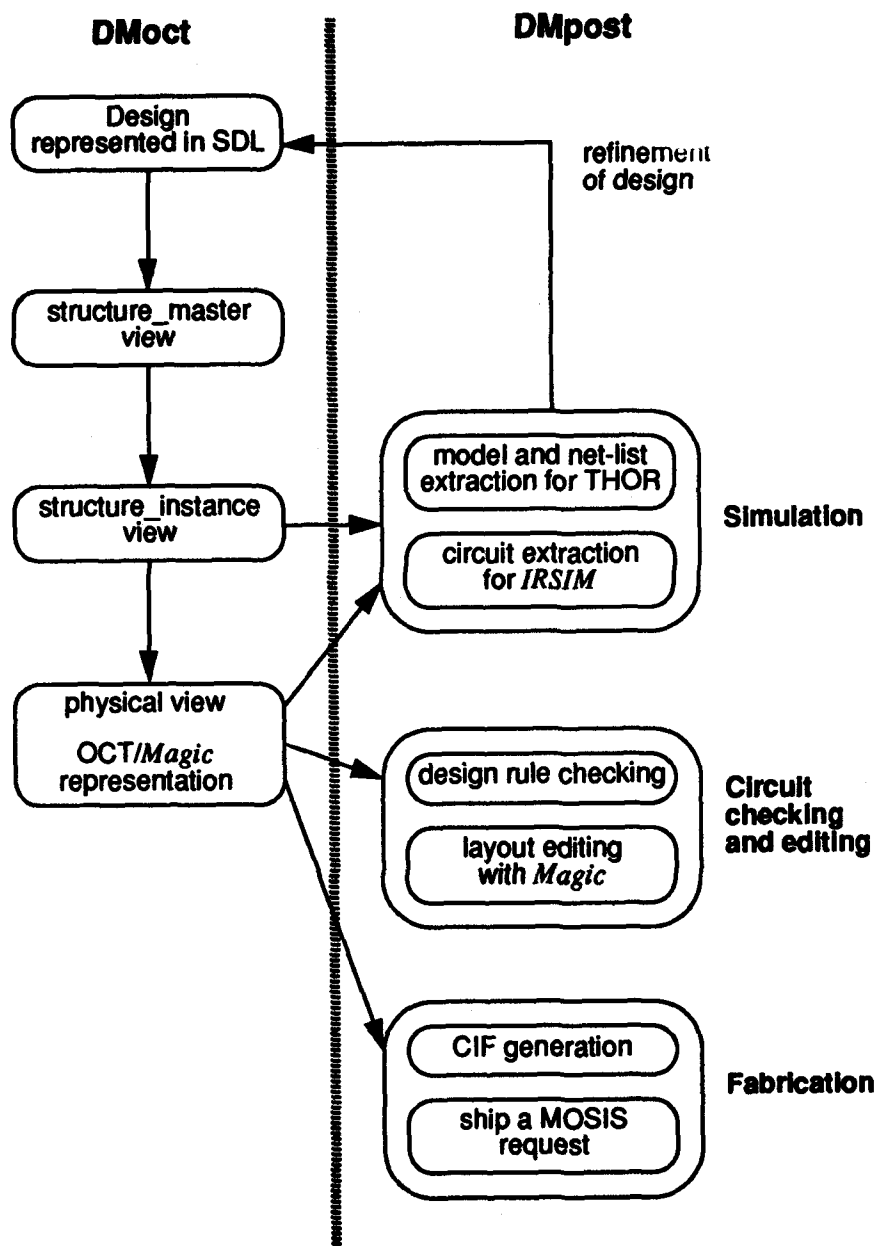 DMoct
DMpost
Design
represented in SDL
refinement
of design
structure_master
view
structure_instance
view
model and net-list
extraction for THOR
circuit extraction
for IRSIM
Simulation
physical view
OCT/Magic
representation
design rule checking
layout editing
with Magic
Circuit
checking
and editing
CIF generation
ship a MOSIS
request
Fabrication